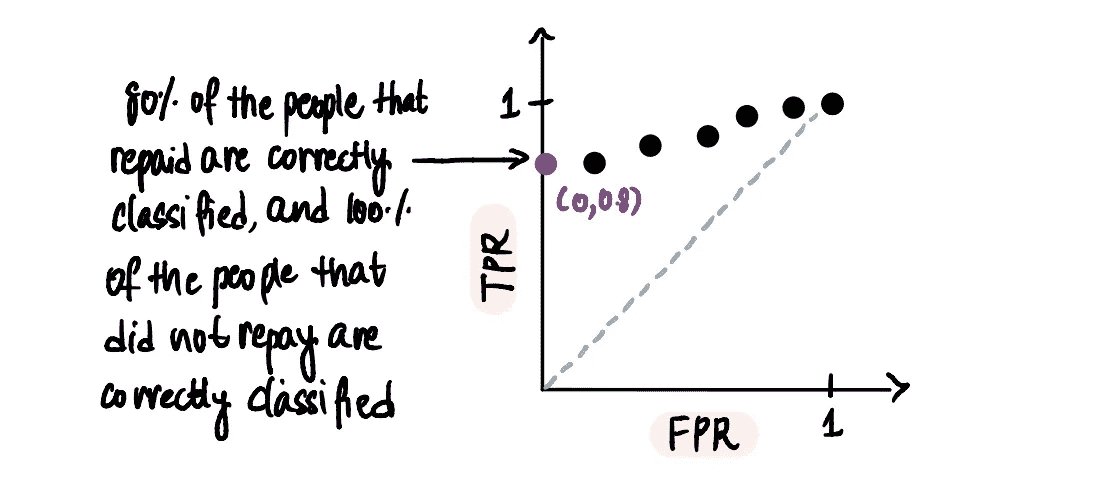 80% of the people that
repaid are correctly
classified, and 100%
of the people that
did not repay are
correctly classified
1
(0,0.8)
TPR
FPR
1